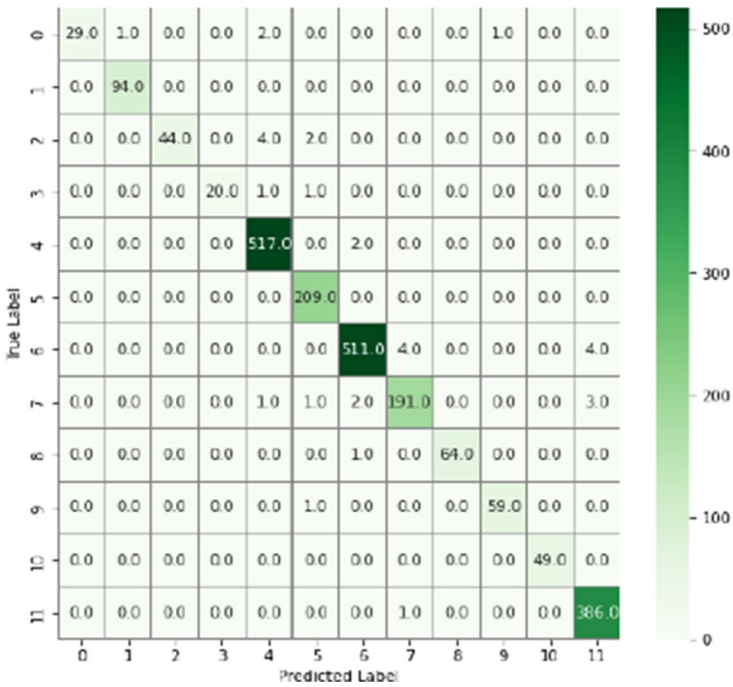 0 29.0 1.0 0.0 0.0 2.0 0.0 0.0 0.0 0.0 1.0 0.0 0.0
1 0.0 94.0 0.0 0.0 0.0 0.0 0.0 0.0 0.0 0.0 0.0 0.0
2 0.0 0.0 44.0 0.0 4.0 2.0 0.0 0.0 0.0 0.0 0.0 0.0
3 0.0 0.0 0.0 20.0 1.0 1.0 0.0 0.0 0.0 0.0 0.0 0.0
4 0.0 0.0 0.0 0.0 517.0 0.0 2.0 0.0 0.0 0.0 0.0 0.0
5 0.0 0.0 0.0 0.0 0.0 209.0 0.0 0.0 0.0 0.0 0.0 0.0
6 0.0 0.0 0.0 0.0 0.0 0.0 511.0 4.0 0.0 0.0 0.0 4.0
7 0.0 0.0 0.0 0.0 1.0 1.0 2.0 191.0 0.0 0.0 0.0 3.0
8 0.0 0.0 0.0 0.0 0.0 0.0 1.0 0.0 64.0 0.0 0.0 0.0
9 0.0 0.0 0.0 0.0 0.0 1.0 0.0 0.0 0.0 59.0 0.0 0.0
10 0.0 0.0 0.0 0.0 0.0 0.0 0.0 0.0 0.0 0.0 49.0 0.0
11 0.0 0.0 0.0 0.0 0.0 0.0 0.0 1.0 0.0 0.0 0.0 386.0
0 1 2 3 4 5 6 7 8 9 10 11
Predicted Label
True Label
500
400
300
200
100
0